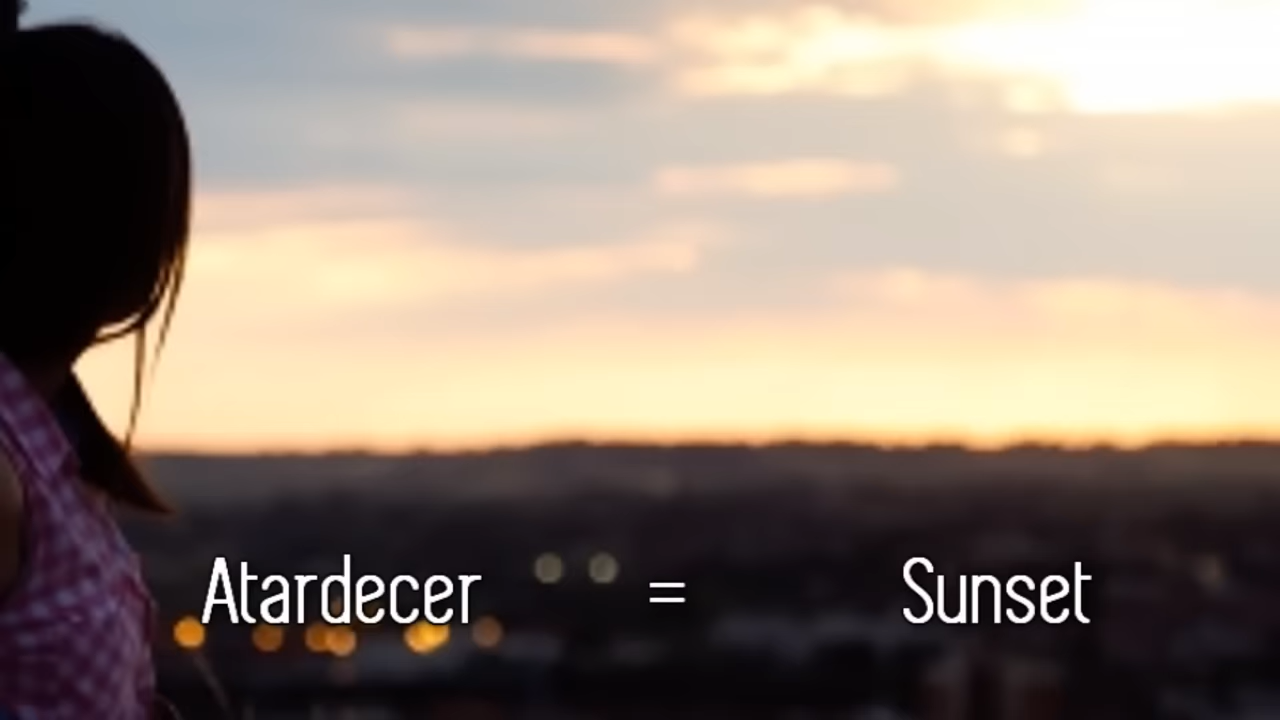 Atardecer = Sunset